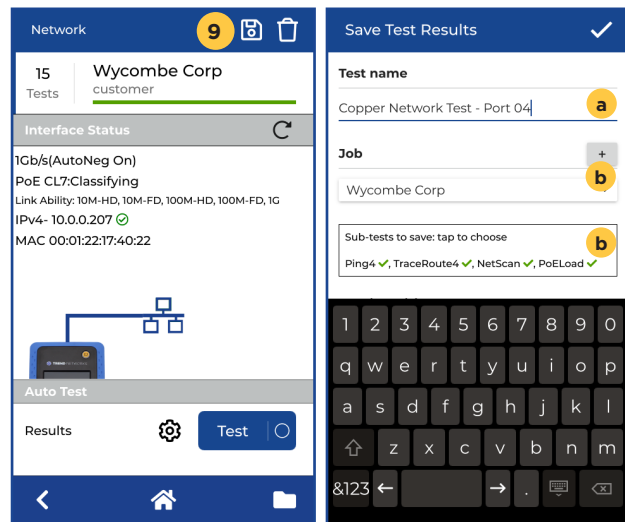 Network
9
15
Tests
Wycombe Corp
customer
Interface Status
1Gb/s(AutoNeg On)
PoE CL7:Classifying
Link Ability: 10M-HD, 10M-FD, 100M-HD, 100M-FD, 1G
IPv4- 10.0.0.207
MAC 00:01:22:17:40:22
Auto Test
Results
Test
Save Test Results
Test name
Copper Network Test - Port 04
a
Job
+
b
Wycombe Corp
Sub-tests to save: tap to choose
b
Ping4 ✓, TraceRoute4 ✓, NetScan ✓, PoELoad ✓
1 2 3 4 5 6 7 8 9 0
q w e r t y u i o p
a s d f g h j k l
z x c v b n m
&123 ← → .